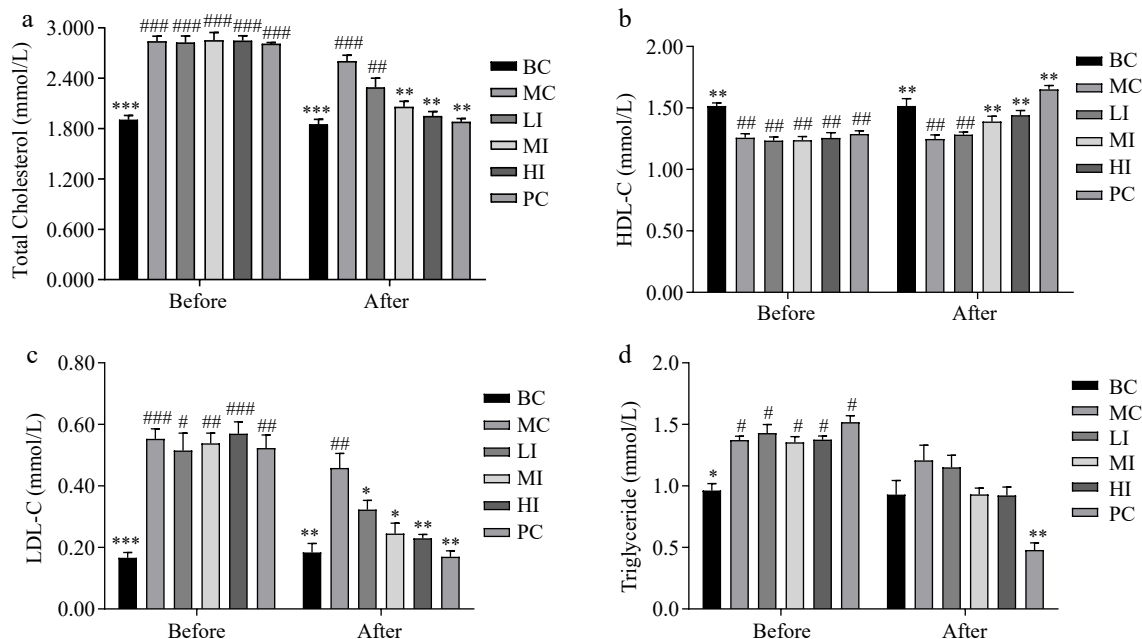 a
Total Cholesterol (mmol/L)
3.000
2.400
1.800
1.200
0.600
0.000
*** ### ### ### ### ###
*** ### ## ** ** **
Before After
BC
MC
LI
MI
HI
PC
b
HDL-C (mmol/L)
2.00
1.50
1.00
0.50
0.00
** ## ## ## ## ##
** ## ## ** ** **
Before After
BC
MC
LI
MI
HI
PC
c
LDL-C (mmol/L)
0.80
0.60
0.40
0.20
0.00
*** ### # ## ### ##
** ## * * ** **
Before After
BC
MC
LI
MI
HI
PC
d
Triglyceride (mmol/L)
2.0
1.5
1.0
0.5
0.0
* # # # # #
**
Before After
BC
MC
LI
MI
HI
PC